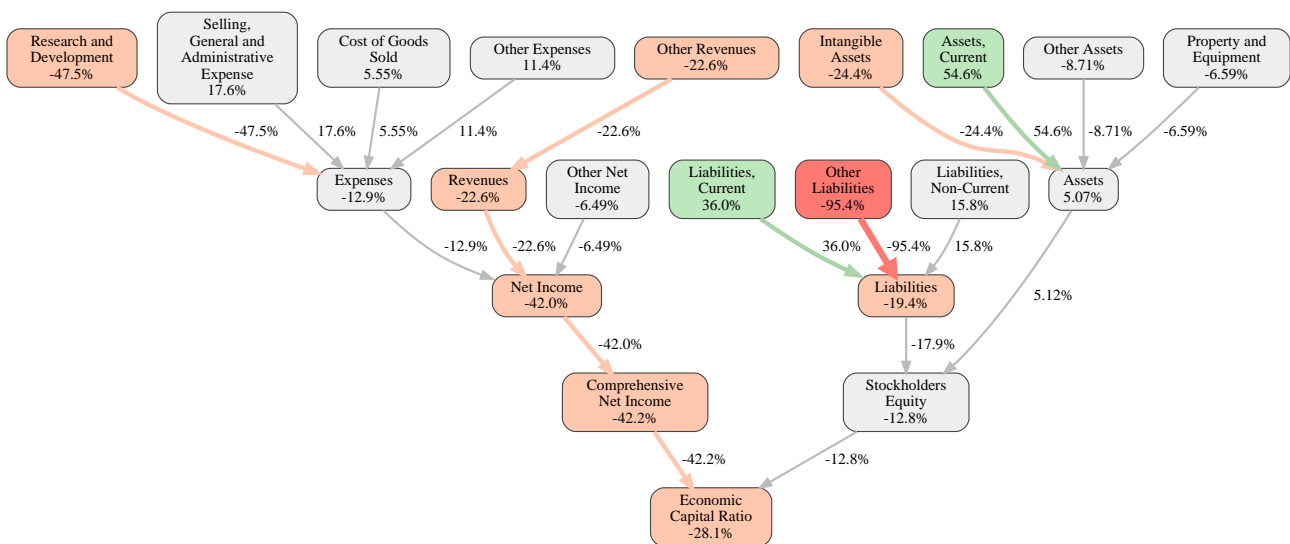 Research and
Development
-47.5%
Selling,
General and
Administrative
Expense
17.6%
Cost of Goods
Sold
5.55%
Other Expenses
11.4%
Other Revenues
-22.6%
Intangible
Assets
-24.4%
Assets,
Current
54.6%
Other Assets
-8.71%
Property and
Equipment
-6.59%
-47.5%
17.6%
5.55%
11.4%
-22.6%
-24.4%
54.6%
-8.71%
-6.59%
Expenses
-12.9%
Revenues
-22.6%
Other Net
Income
-6.49%
Liabilities,
Current
36.0%
Other
Liabilities
-95.4%
Liabilities,
Non-Current
15.8%
Assets
5.07%
-12.9%
-22.6%
-6.49%
36.0%
-95.4%
15.8%
5.12%
Net Income
-42.0%
Liabilities
-19.4%
-42.0%
-17.9%
Comprehensive
Net Income
-42.2%
Stockholders
Equity
-12.8%
-42.2%
-12.8%
Economic
Capital Ratio
-28.1%